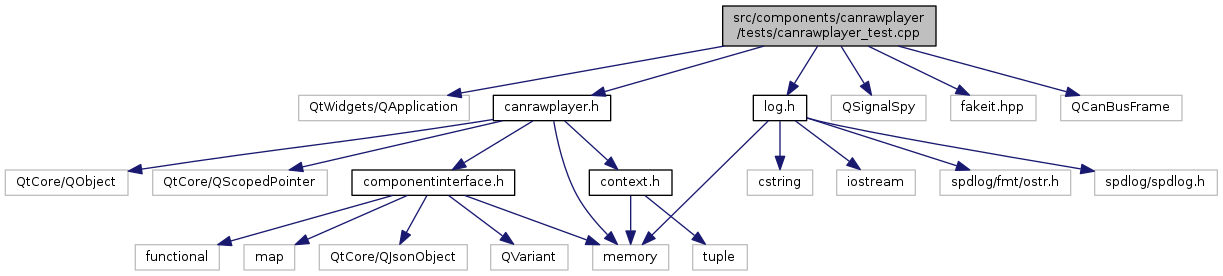 src/components/canrawplayer
/tests/canrawplayer_test.cpp
QtWidgets/QApplication
canrawplayer.h
log.h
QSignalSpy
fakeit.hpp
QCanBusFrame
QtCore/QObject
QtCore/QScopedPointer
componentinterface.h
context.h
cstring
iostream
spdlog/fmt/ostr.h
spdlog/spdlog.h
functional
map
QtCore/QJsonObject
QVariant
memory
tuple